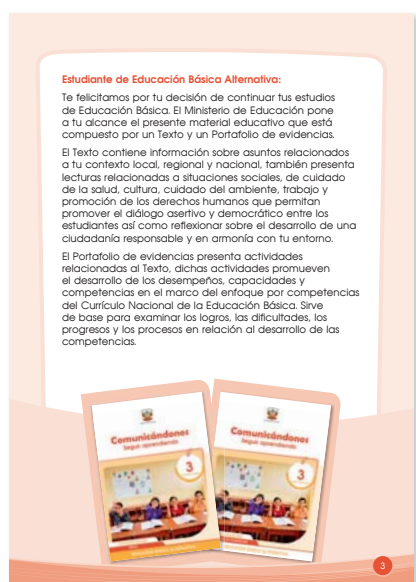 Estudiante de Educación Básica Alternativa:
Te felicitamos por tu decisión de continuar tus estudios
de Educación Básica. El Ministerio de Educación pone
a tu alcance el presente material educativo que está
compuesto por un Texto y un Portafolio de evidencias.
El Texto contiene información sobre asuntos relacionados
a tu contexto local, regional y nacional, también presenta
lecturas relacionadas a situaciones sociales, de cuidado
de la salud, cultura, cuidado del ambiente, trabajo y
promoción de los derechos humanos que permitan
promover el diálogo asertivo y democrático entre los
estudiantes así como reflexionar sobre el desarrollo de una
ciudadanía responsable y en armonía con tu entorno.
El Portafolio de evidencias presenta actividades
relacionadas al Texto, dichas actividades promueven
el desarrollo de los desempeños, capacidades y
competencias en el marco del enfoque por competencias
del Currículo Nacional de la Educación Básica. Sirve
de base para examinar los logros, las dificultades, los
progresos y los procesos en relación al desarrollo de las
competencias.
Comunicándonos
Seguir aprendiendo
3
Comunicándonos
Seguir aprendiendo
3
3